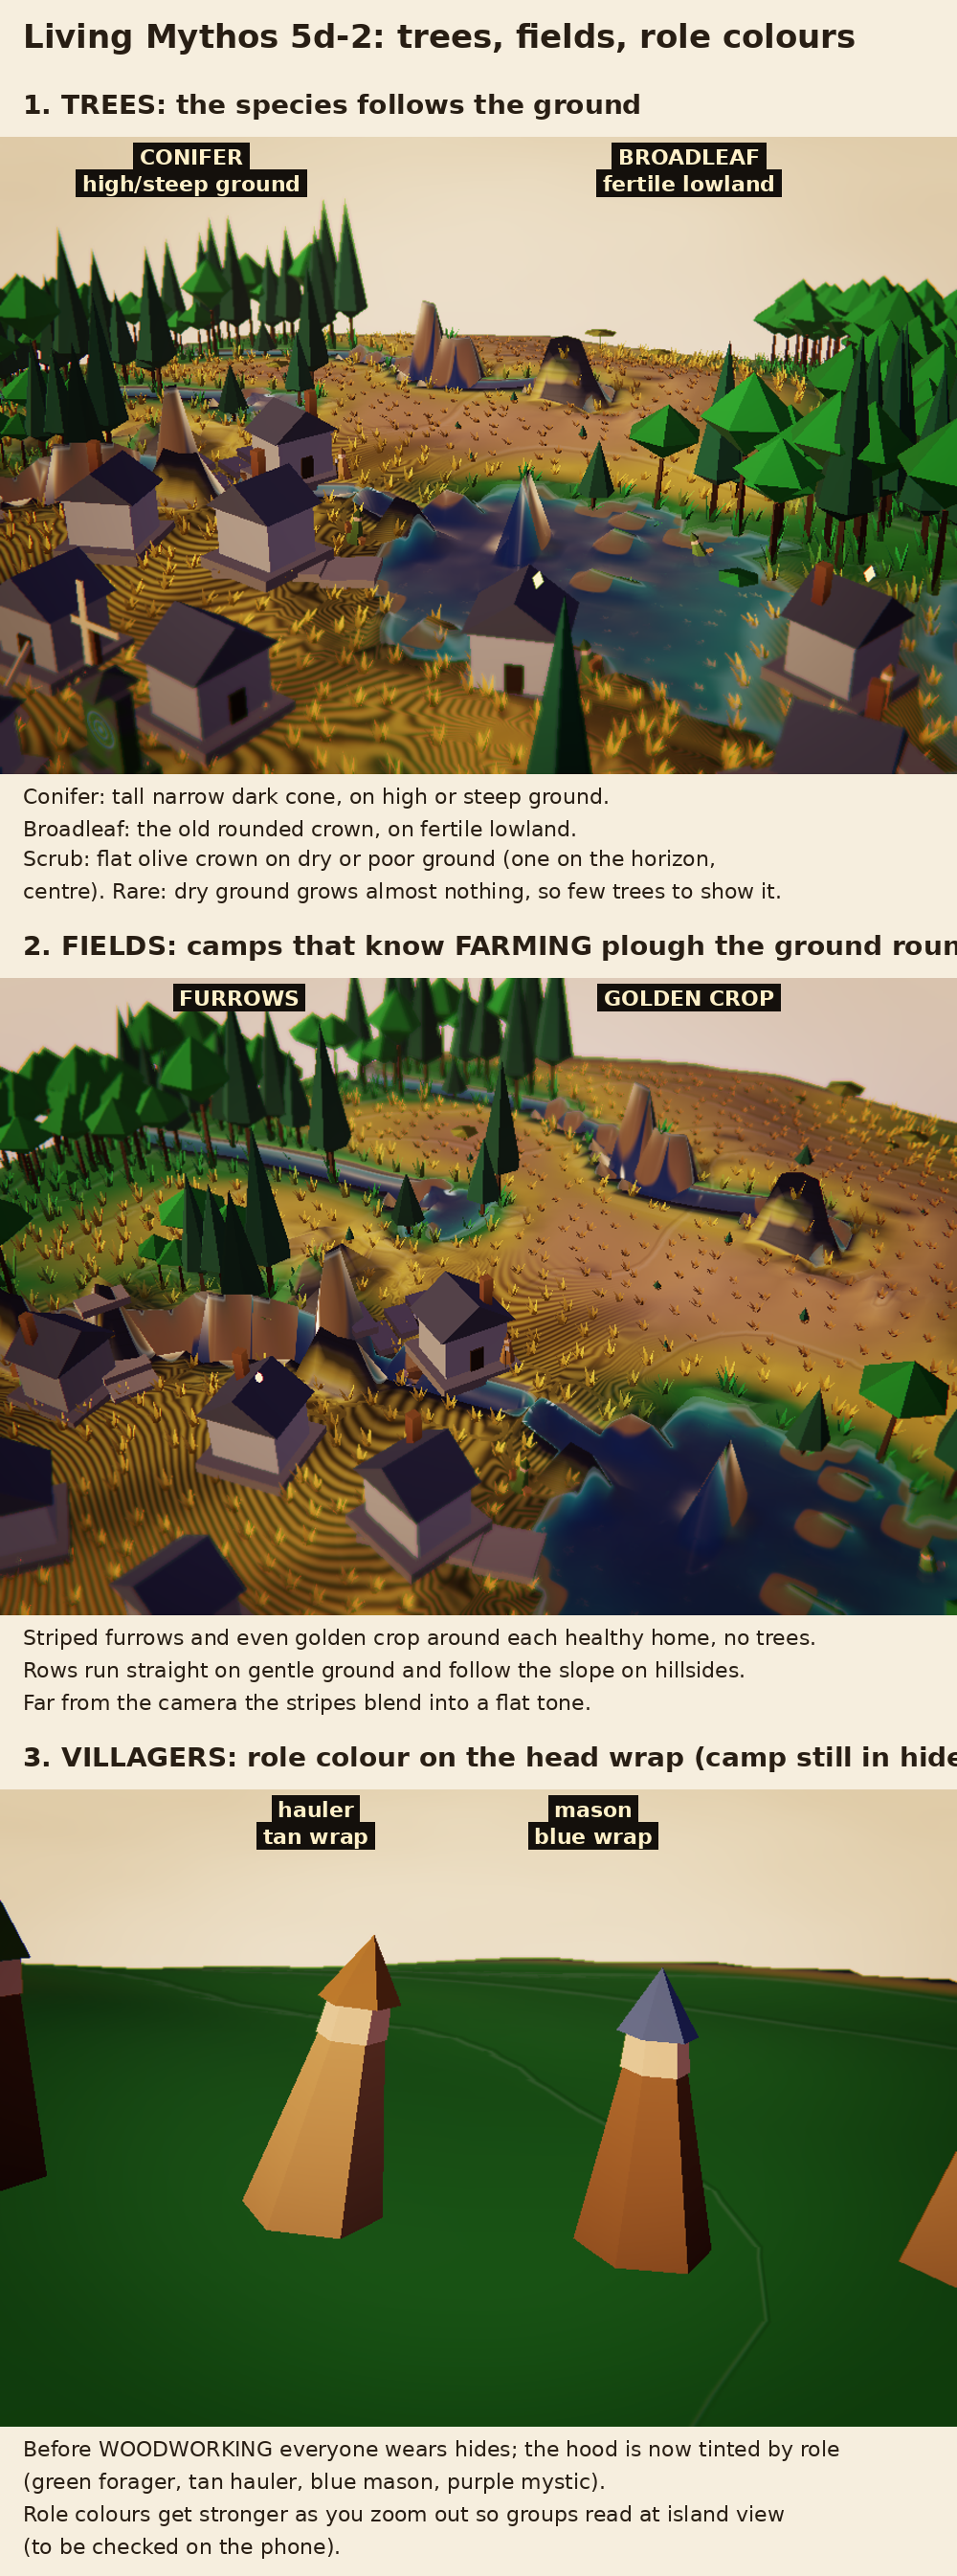 Living Mythos 5d-2: trees, fields, role colours
1. TREES: the species follows the ground
CONIFER
high/steep ground
BROADLEAF
fertile lowland
Conifer: tall narrow dark cone, on high or steep ground.
Broadleaf: the old rounded crown, on fertile lowland.
Scrub: flat olive crown on dry or poor ground (one on the horizon,
centre). Rare: dry ground grows almost nothing, so few trees to show it.
2. FIELDS: camps that know FARMING plough the ground roun
FURROWS
GOLDEN CROP
Striped furrows and even golden crop around each healthy home, no trees.
Rows run straight on gentle ground and follow the slope on hillsides.
Far from the camera the stripes blend into a flat tone.
3. VILLAGERS: role colour on the head wrap (camp still in hide
hauler
tan wrap
mason
blue wrap
Before WOODWORKING everyone wears hides; the hood is now tinted by role
(green forager, tan hauler, blue mason, purple mystic).
Role colours get stronger as you zoom out so groups read at island view
(to be checked on the phone).